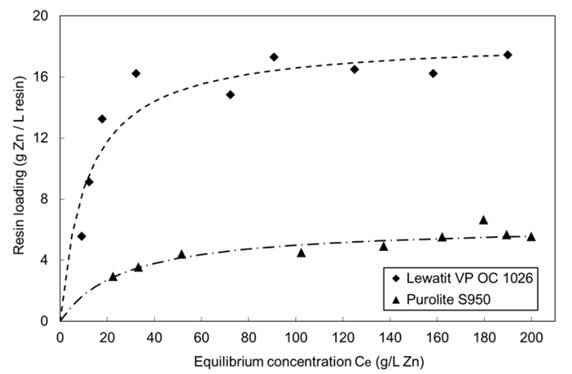 20
16
12
8
4
0
Resin loading (g Zn / L resin)
Lewatit VP OC 1026
Purolite S950
0 20 40 60 80 100 120 140 160 180 200
Equilibrium concentration Ce (g/L Zn)